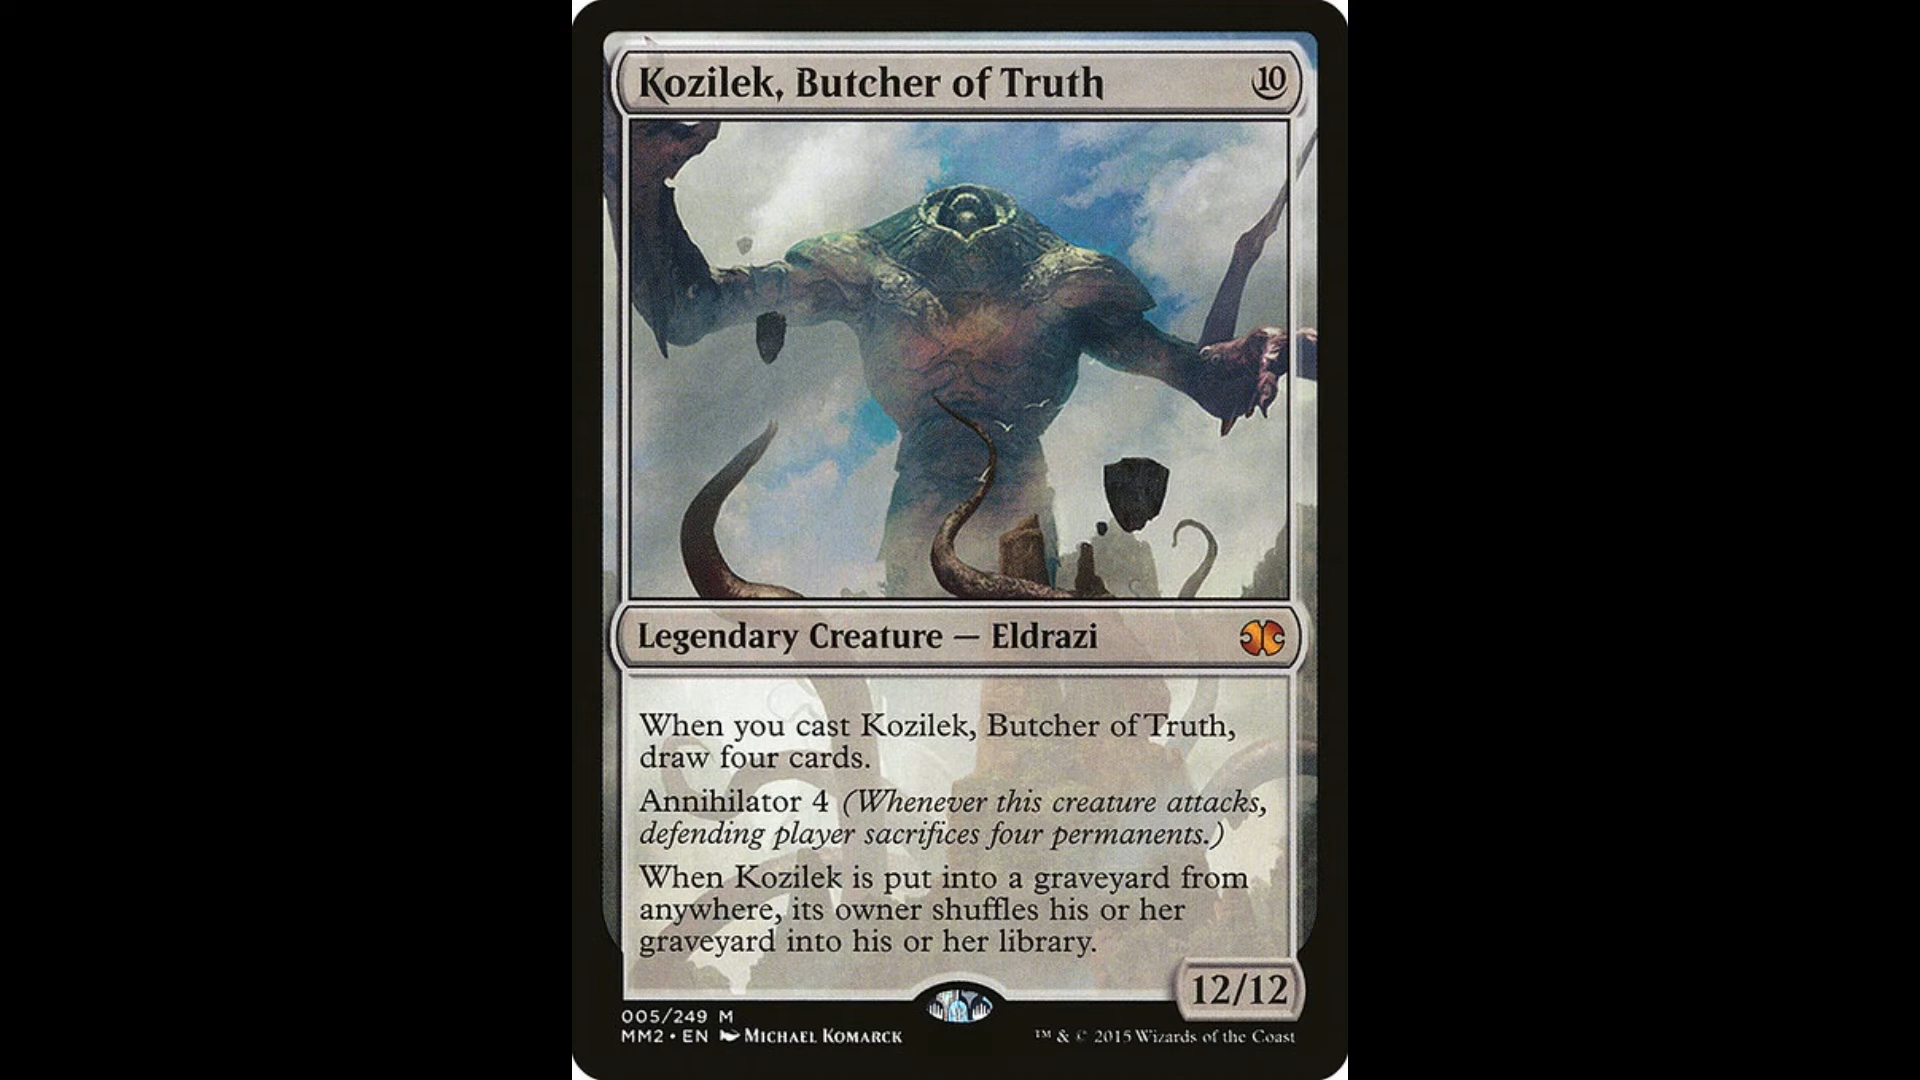 Kozilek, Butcher of Truth 10
Legendary Creature — Eldrazi
When you cast Kozilek, Butcher of Truth,
draw four cards.
Annihilator 4 (Whenever this creature attacks,
defending player sacrifices four permanents.)
When Kozilek is put into a graveyard from
anywhere, its owner shuffles his or her
graveyard into his or her library.
12/12
005/249 M
MM2 • EN Michael Komarck
™ & © 2015 Wizards of the Coast